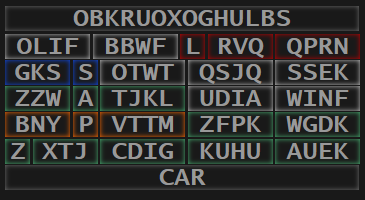 OBKRUOXOGHULBS
OLIF BBWF L RVQ QPRN
GKS S OTWT QSJQ SSEK
ZZW A TJKL UDIA WINF
BNY P VTTM ZFPK WGDK
Z XTJ CDIG KUHU AUEK
CAR